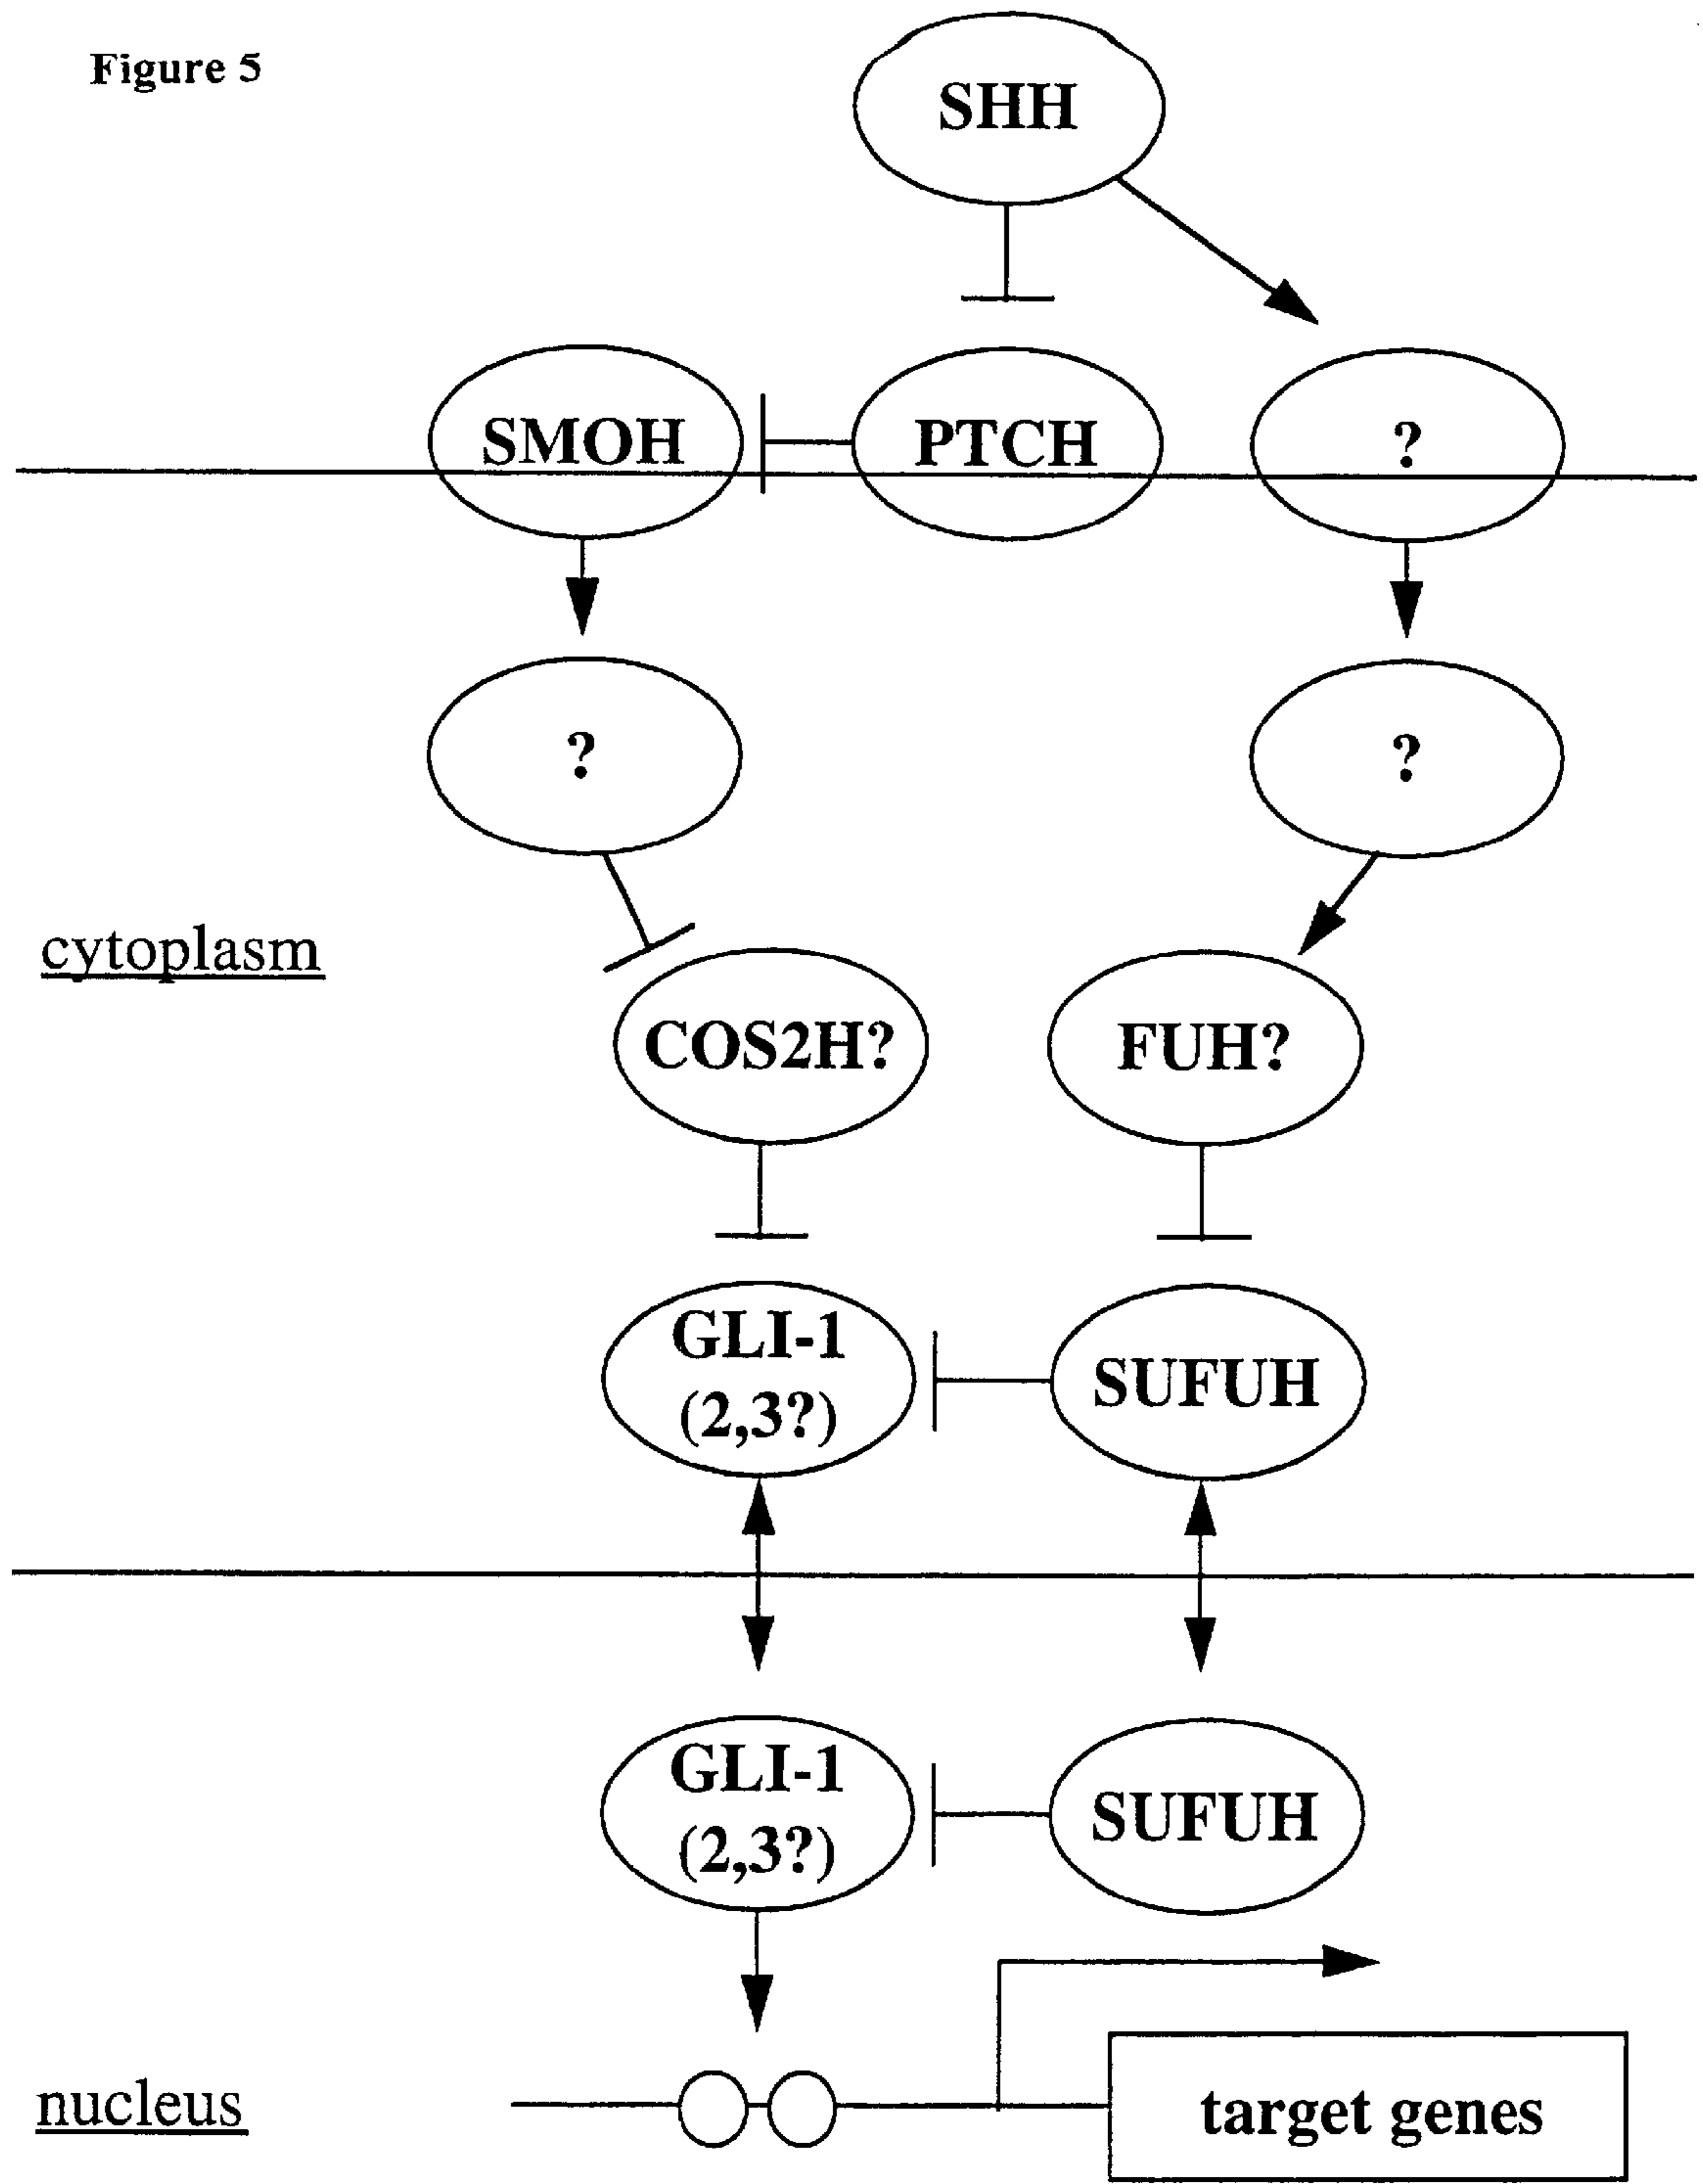 Figure 5
SHH
SMOH
PTCH
?
?
?
cytoplasm
COS2H?
FUH?
GLI-1
(2,3?)
SUFUH
GLI-1
(2,3?)
SUFUH
nucleus
target genes